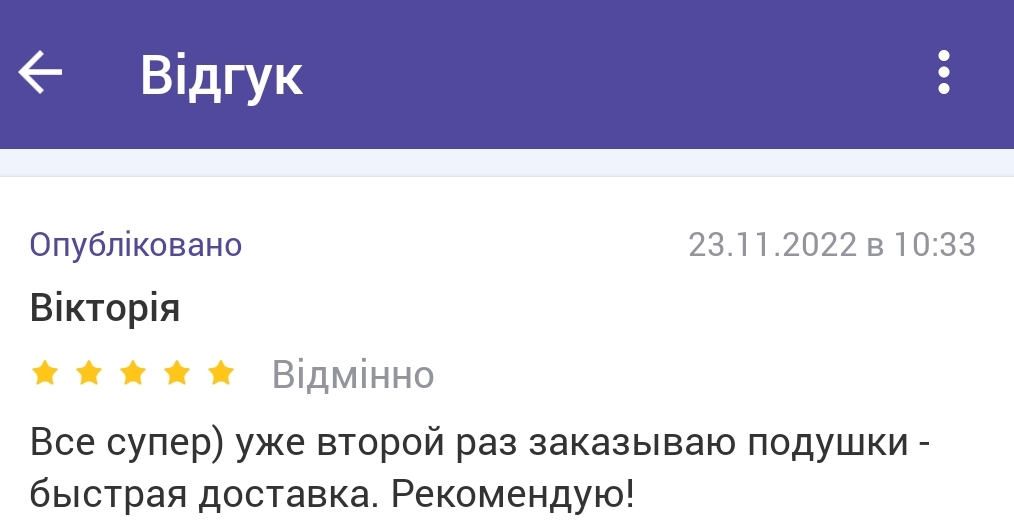 Відгук
Опубліковано 23.11.2022 в 10:33
Вікторія
Відмінно
Все супер) уже второй раз заказываю подушки -
быстрая доставка. Рекомендую!